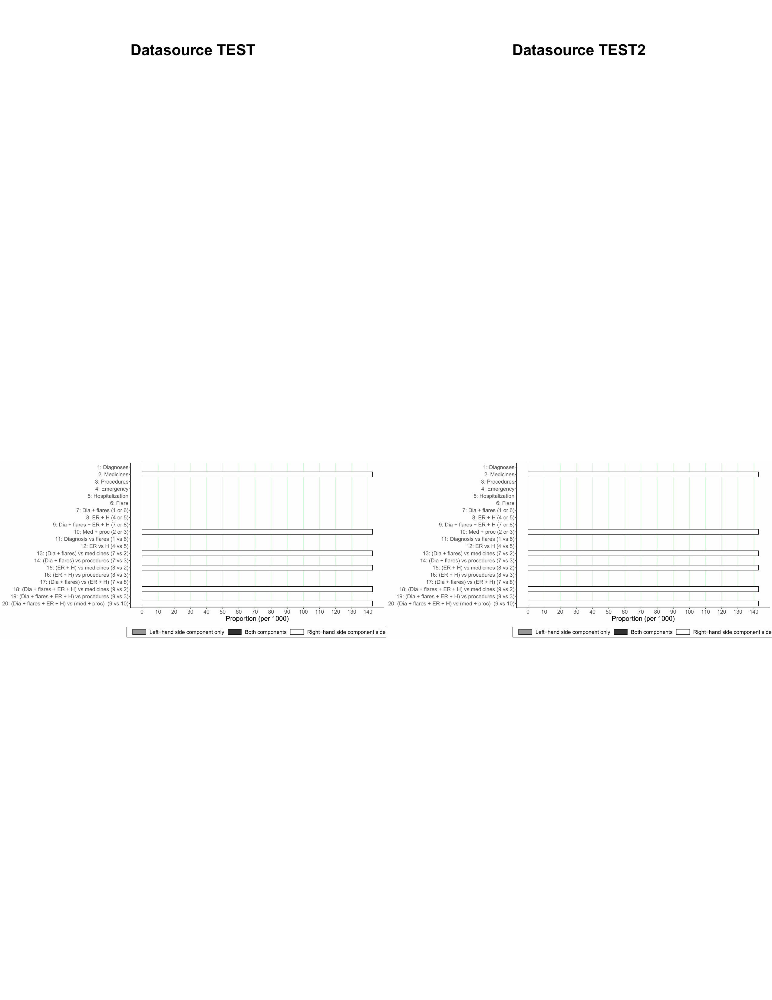 Datasource TEST
Datasource TEST2
1: Diagnoses
2: Medicines
3: Procedures
4: Emergency
5: Hospitalization
6: Flare
7: Dia + flares (1 or 6)
8: ER + H (4 or 5)
9: Dia + flares + ER + H (7 or 8)
10: Med + proc (2 or 3)
11: Diagnosis vs flares (1 vs 6)
12: ER vs H (4 vs 5)
13: (Dia + flares) vs medicines (7 vs 2)
14: (Dia + flares) vs procedures (7 vs 3)
15: (ER + H) vs medicines (8 vs 2)
16: (ER + H) vs procedures (8 vs 3)
17: (Dia + flares) vs (ER + H) (7 vs 8)
18: (Dia + flares + ER + H) vs medicines (9 vs 2)
19: (Dia + flares + ER + H) vs procedures (9 vs 3)
20: (Dia + flares + ER + H) vs (med + proc)  (9 vs 10)
0 10 20 30 40 50 60 70 80 90 100 110 120 130 140
Proportion (per 1000)
Left−hand side component only Both components Right−hand side component side
1: Diagnoses
2: Medicines
3: Procedures
4: Emergency
5: Hospitalization
6: Flare
7: Dia + flares (1 or 6)
8: ER + H (4 or 5)
9: Dia + flares + ER + H (7 or 8)
10: Med + proc (2 or 3)
11: Diagnosis vs flares (1 vs 6)
12: ER vs H (4 vs 5)
13: (Dia + flares) vs medicines (7 vs 2)
14: (Dia + flares) vs procedures (7 vs 3)
15: (ER + H) vs medicines (8 vs 2)
16: (ER + H) vs procedures (8 vs 3)
17: (Dia + flares) vs (ER + H) (7 vs 8)
18: (Dia + flares + ER + H) vs medicines (9 vs 2)
19: (Dia + flares + ER + H) vs procedures (9 vs 3)
20: (Dia + flares + ER + H) vs (med + proc)  (9 vs 10)
0 10 20 30 40 50 60 70 80 90 100 110 120 130 140
Proportion (per 1000)
Left−hand side component only Both components Right−hand side component side